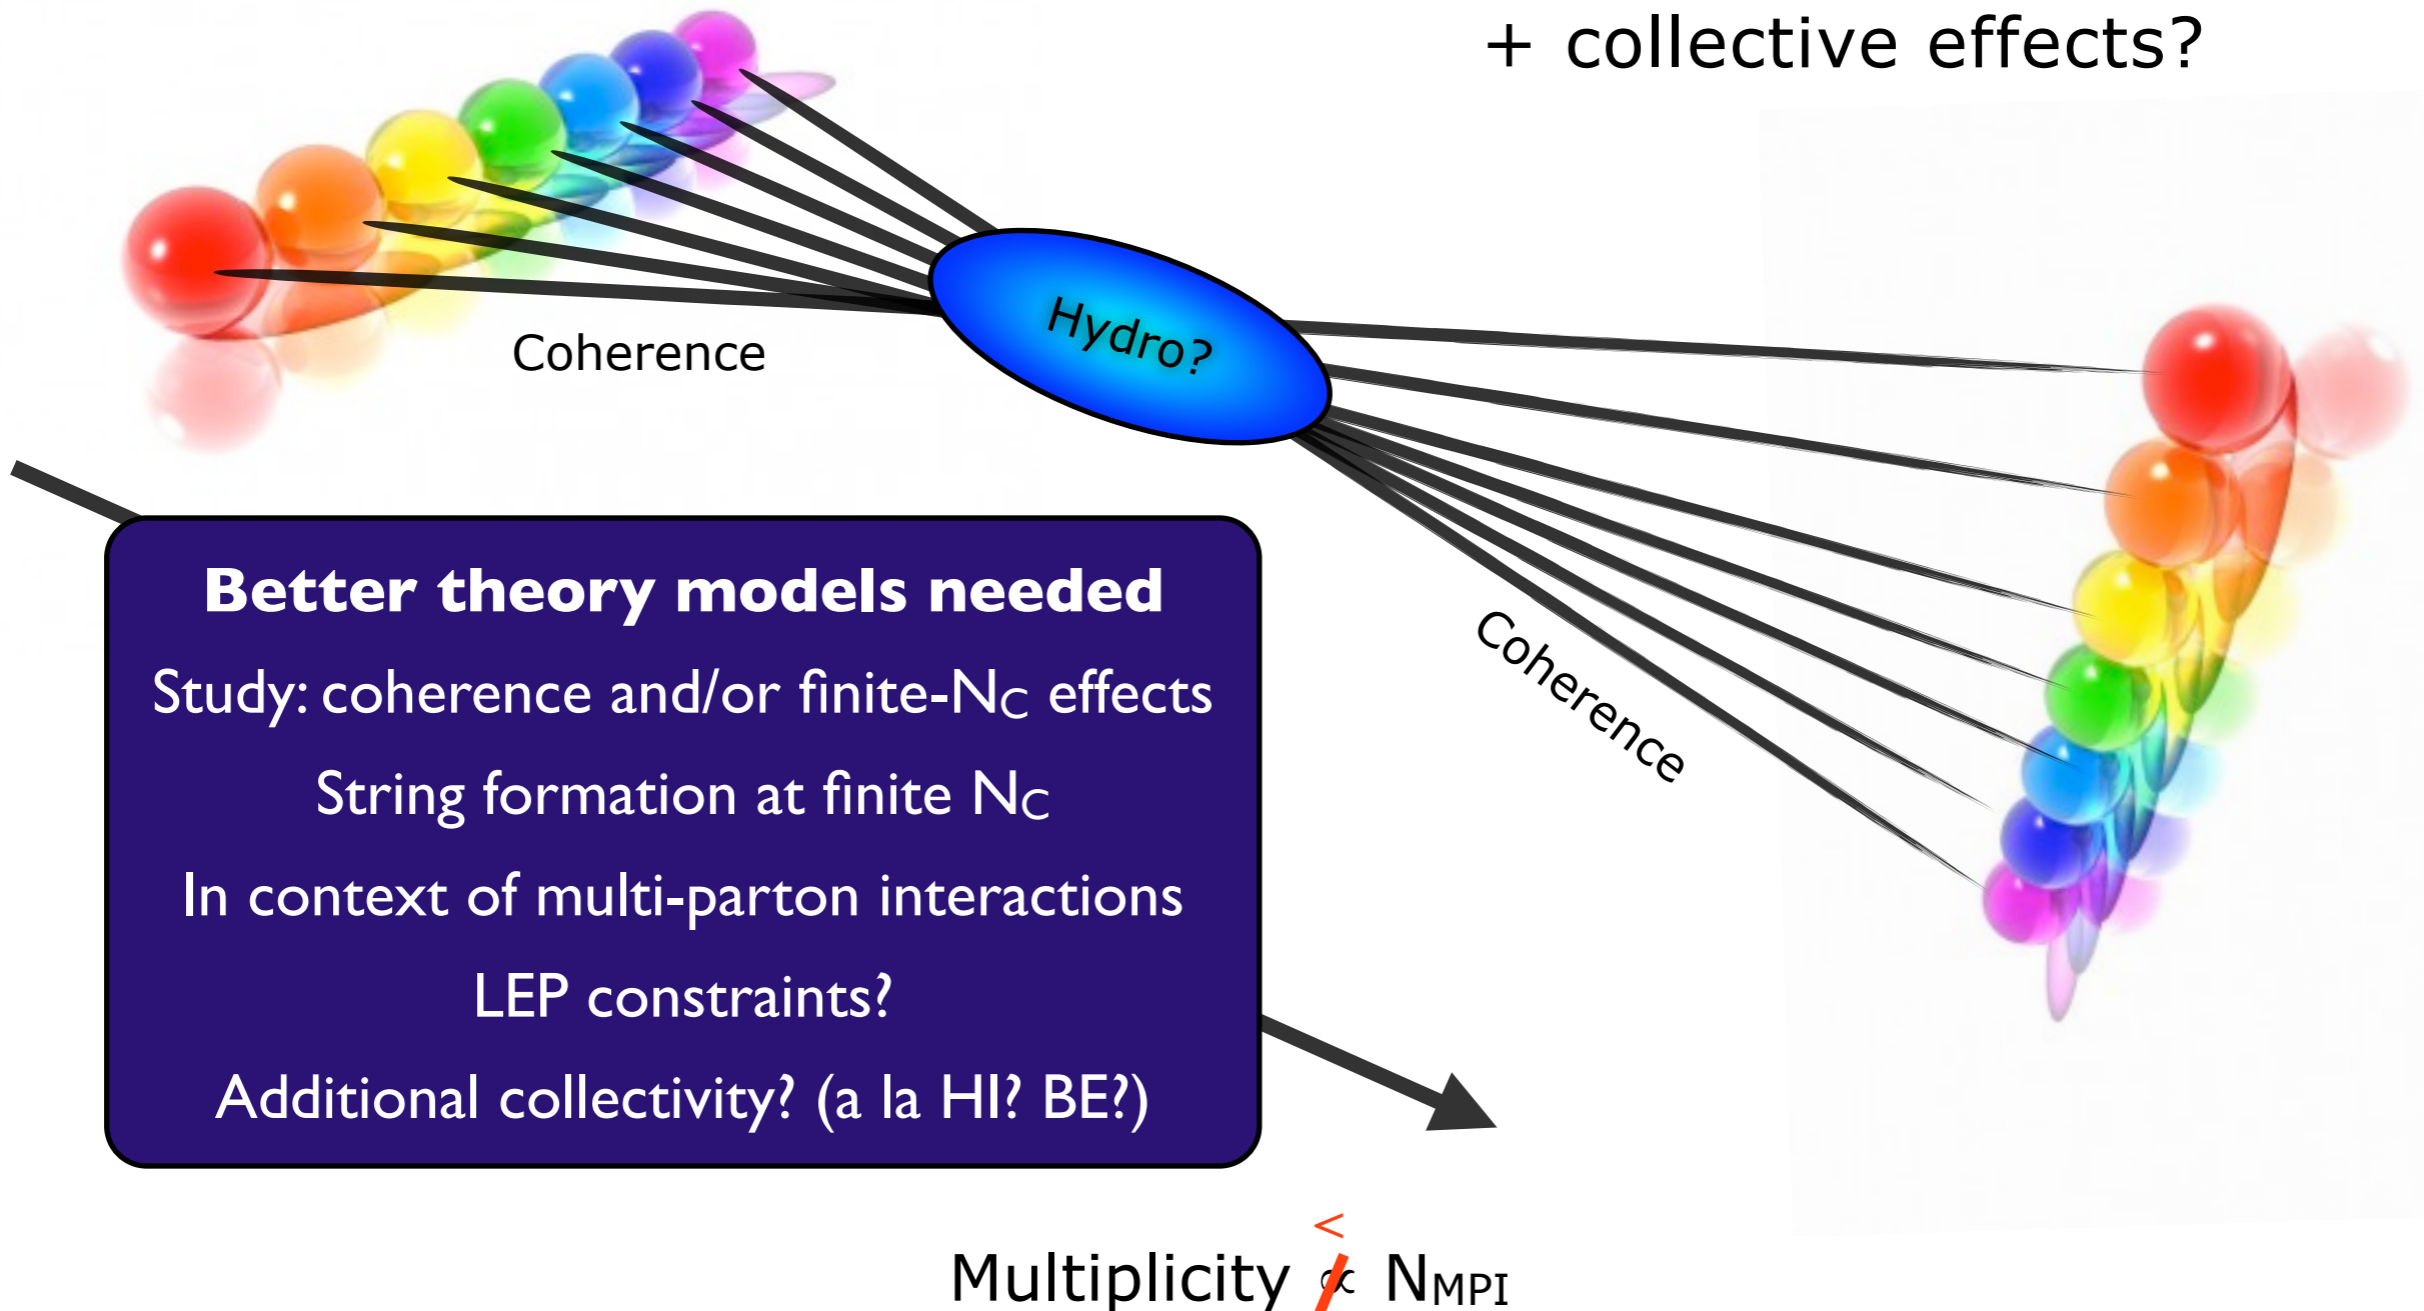 + collective effects?
Hydro?
Coherence
Coherence
Better theory models needed
Study: coherence and/or finite-NC effects
String formation at finite NC
In context of multi-parton interactions
LEP constraints?
Additional collectivity? (a la HI? BE?)
<
Multiplicity ∝ NMPI